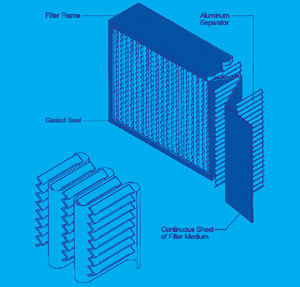 Filter Frame
Aluminum
Separator
Gasket Seal
Continuous Sheet
of Filter Medium